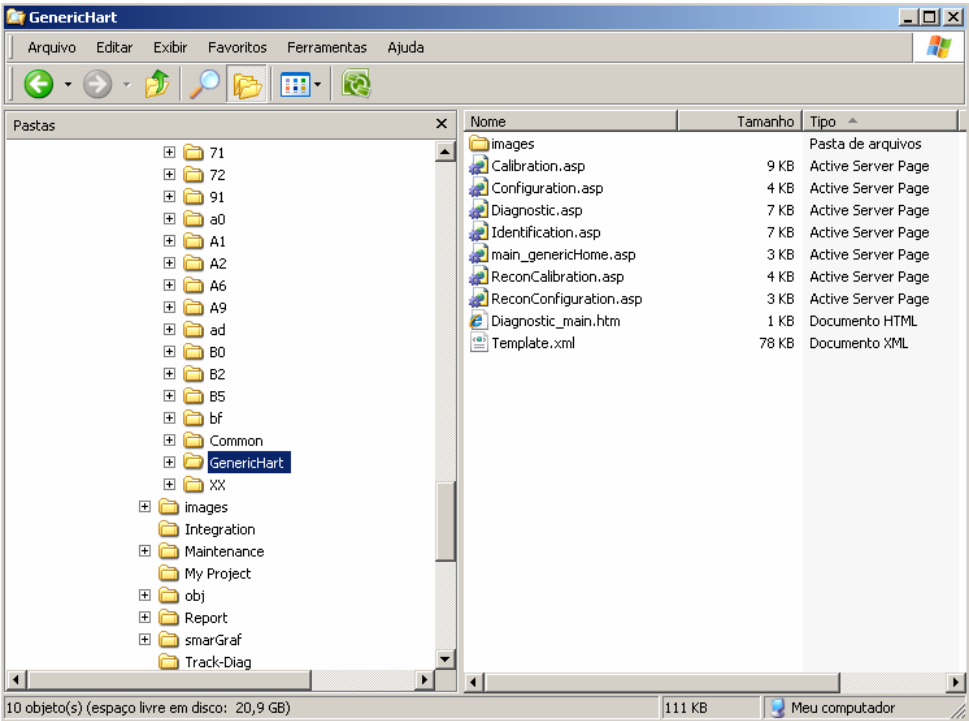 GenericHart
Arquivo Editar Exibir Favoritos Ferramentas Ajuda
Pastas
71
72
91
a0
A1
A2
A6
A9
ad
B0
B2
B5
bf
Common
GenericHart
XX
images
Integration
Maintenance
My Project
obj
Report
smarGraf
Track-Diag
Nome Tamanho Tipo
images Pasta de arquivos
Calibration.asp 9 KB Active Server Page
Configuration.asp 4 KB Active Server Page
Diagnostic.asp 7 KB Active Server Page
Identification.asp 7 KB Active Server Page
main_genericHome.asp 3 KB Active Server Page
ReconCalibration.asp 4 KB Active Server Page
ReconConfiguration.asp 3 KB Active Server Page
Diagnostic_main.htm 1 KB Documento HTML
Template.xml 78 KB Documento XML
10 objeto(s) (espaço livre em disco: 20,9 GB) 111 KB Meu computador